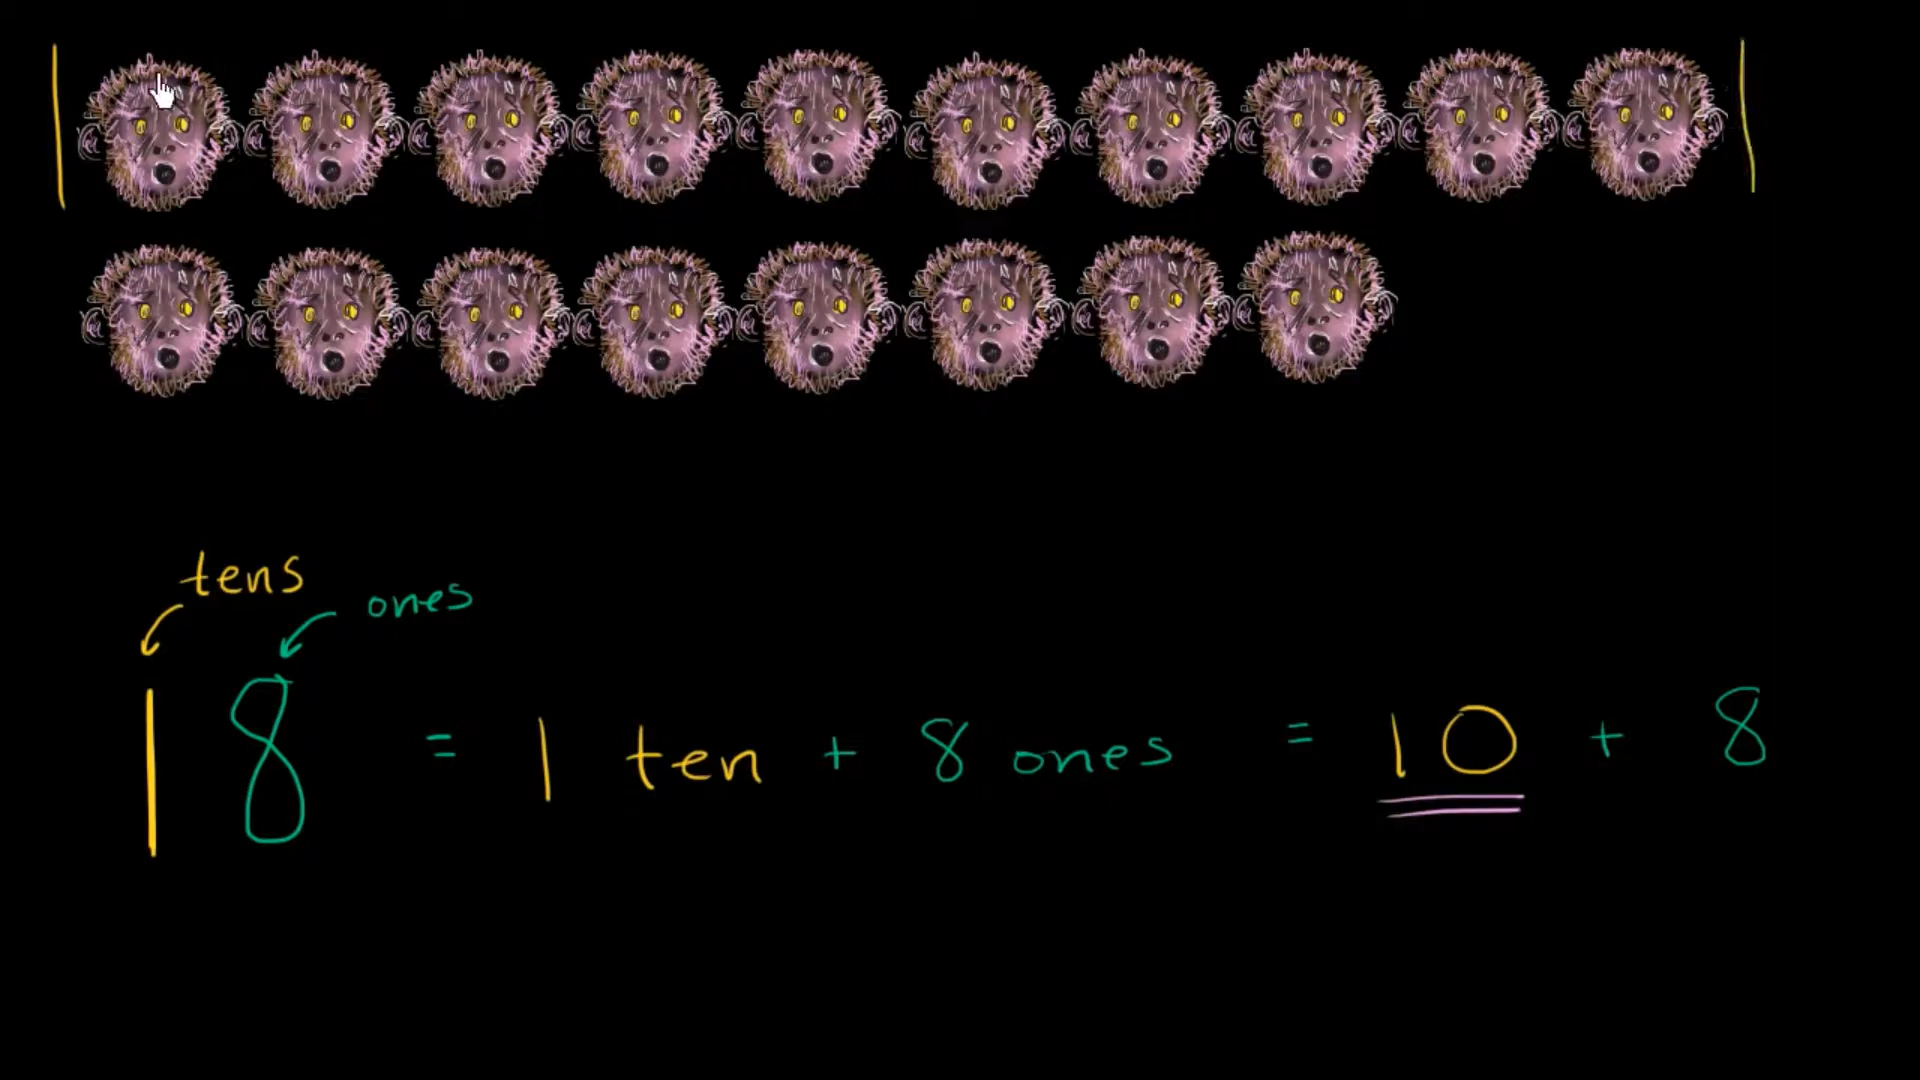 tens
ones
18 = 1 ten + 8 ones = 10 + 8